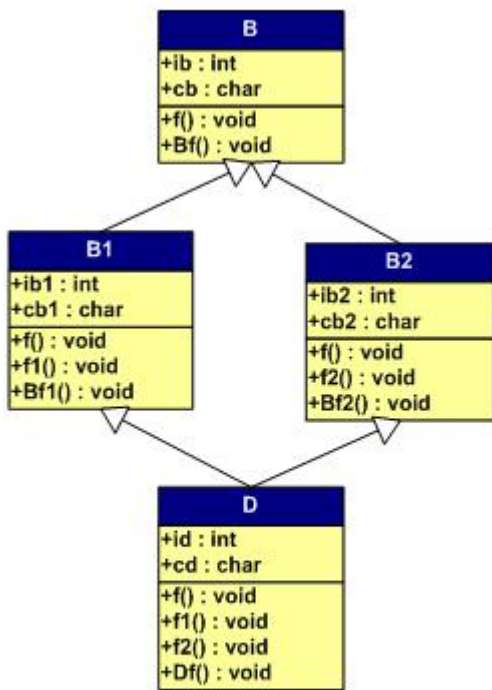 B
+ib : int
+cb : char
+f() : void
+Bf() : void
B1
+ib1 : int
+cb1 : char
+f() : void
+f1() : void
+Bf1() : void
B2
+ib2 : int
+cb2 : char
+f() : void
+f2() : void
+Bf2() : void
D
+id : int
+cd : char
+f() : void
+f1() : void
+f2() : void
+Df() : void